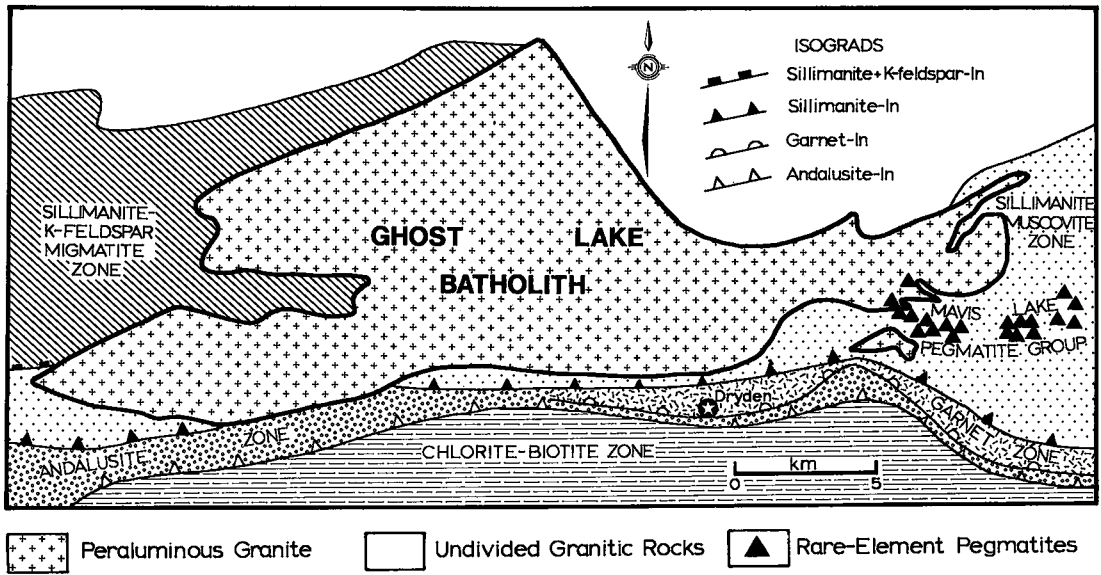 ISOGRADS
Sillimanite+K-feldspar-In
Sillimanite-In
Garnet-In
Andalusite-In
N
SILLIMANITE-
K-FELDSPAR
MIGMATITE
ZONE
GHOST LAKE
BATHOLITH
SILLIMANITE
MUSCOVITE
ZONE
MAVIS LAKE
PEGMATITE GROUP
Dryden
GARNET ZONE
ANDALUSITE ZONE
CHLORITE-BIOTITE ZONE
km
0 5
Peraluminous Granite
Undivided Granitic Rocks
Rare-Element Pegmatites